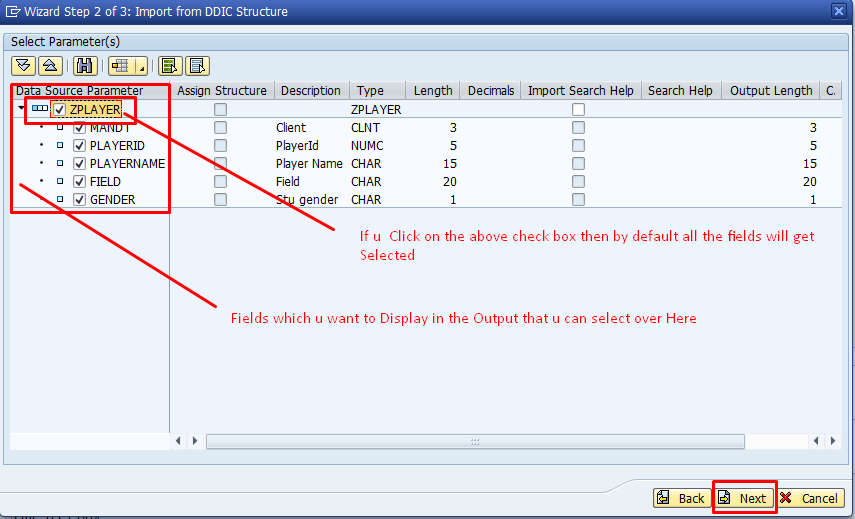 Wizard Step 2 of 3: Import from DDIC Structure
Select Parameter(s)
Data Source Parameter Assign Structure Description Type Length Decimals Import Search Help Search Help Output Length C.
ZPLAYER ZPLAYER
MANDT Client CLNT 3 3
PLAYERID PlayerId NUMC 5 5
PLAYERNAME Player Name CHAR 15 15
FIELD Field CHAR 20 20
GENDER Stu gender CHAR 1 1
If u Click on the above check box then by default all the fields will get
Selected
Fields which u want to Display in the Output that u can select over Here
Back Next Cancel